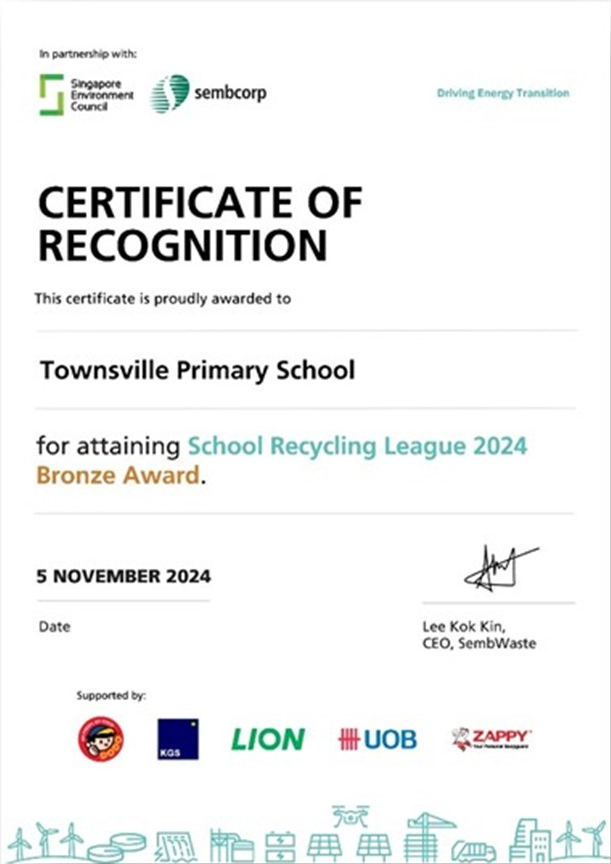 In partnership with:
Singapore
Environment
Council
sembcorp
Driving Energy Transition
CERTIFICATE OF
RECOGNITION
This certificate is proudly awarded to
Townsville Primary School
for attaining School Recycling League 2024
Bronze Award.
5 NOVEMBER 2024
Date
Lee Kok Kin,
CEO, SembWaste
Supported by:
KGS
LION
UOB
ZAPPY
Your Personal Bodyguard